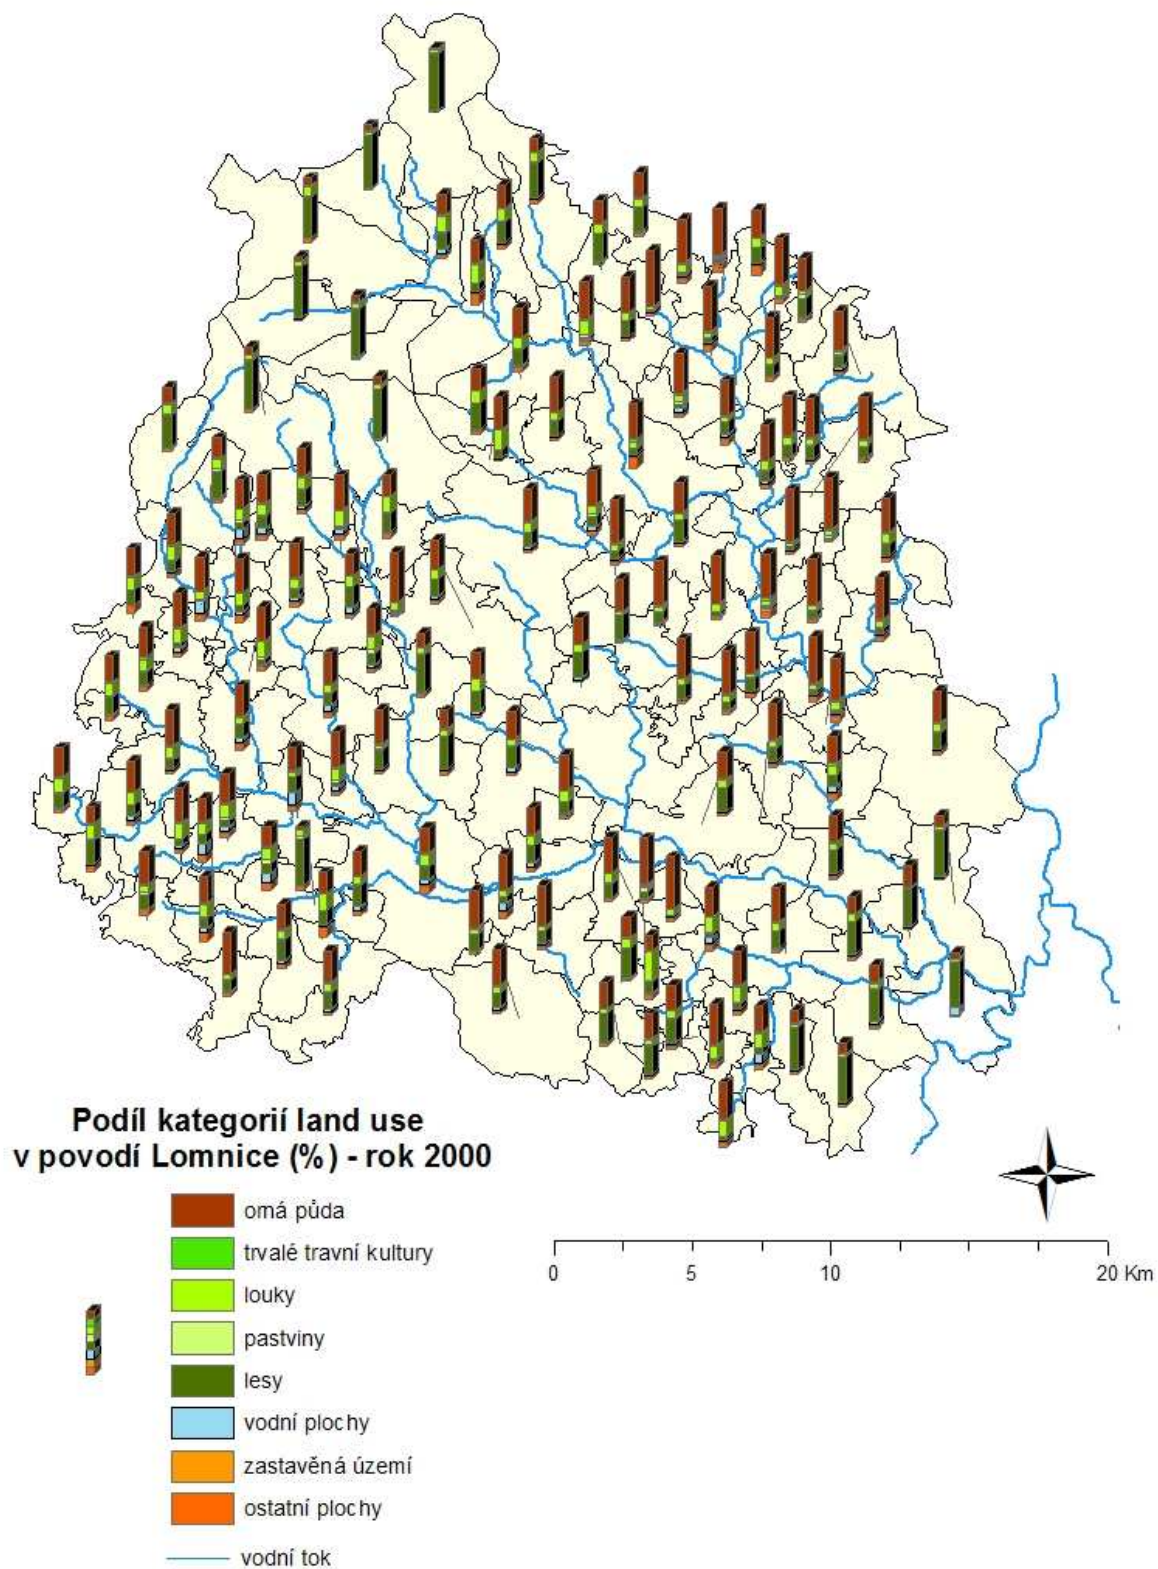 Podíl kategorií land use
v povodí Lomnice (%) - rok 2000
orná půda
trvalé travní kultury
louky
pastviny
lesy
vodní plochy
zastavěná území
ostatní plochy
vodní tok
0 5 10 20 Km